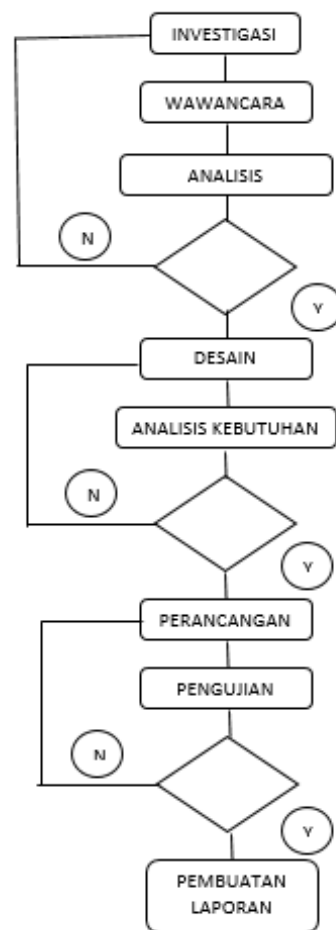 INVESTIGASI
WAWANCARA
ANALISIS
N
Y
DESAIN
ANALISIS KEBUTUHAN
N
Y
PERANCANGAN
PENGUJIAN
N
Y
PEMBUATAN
LAPORAN